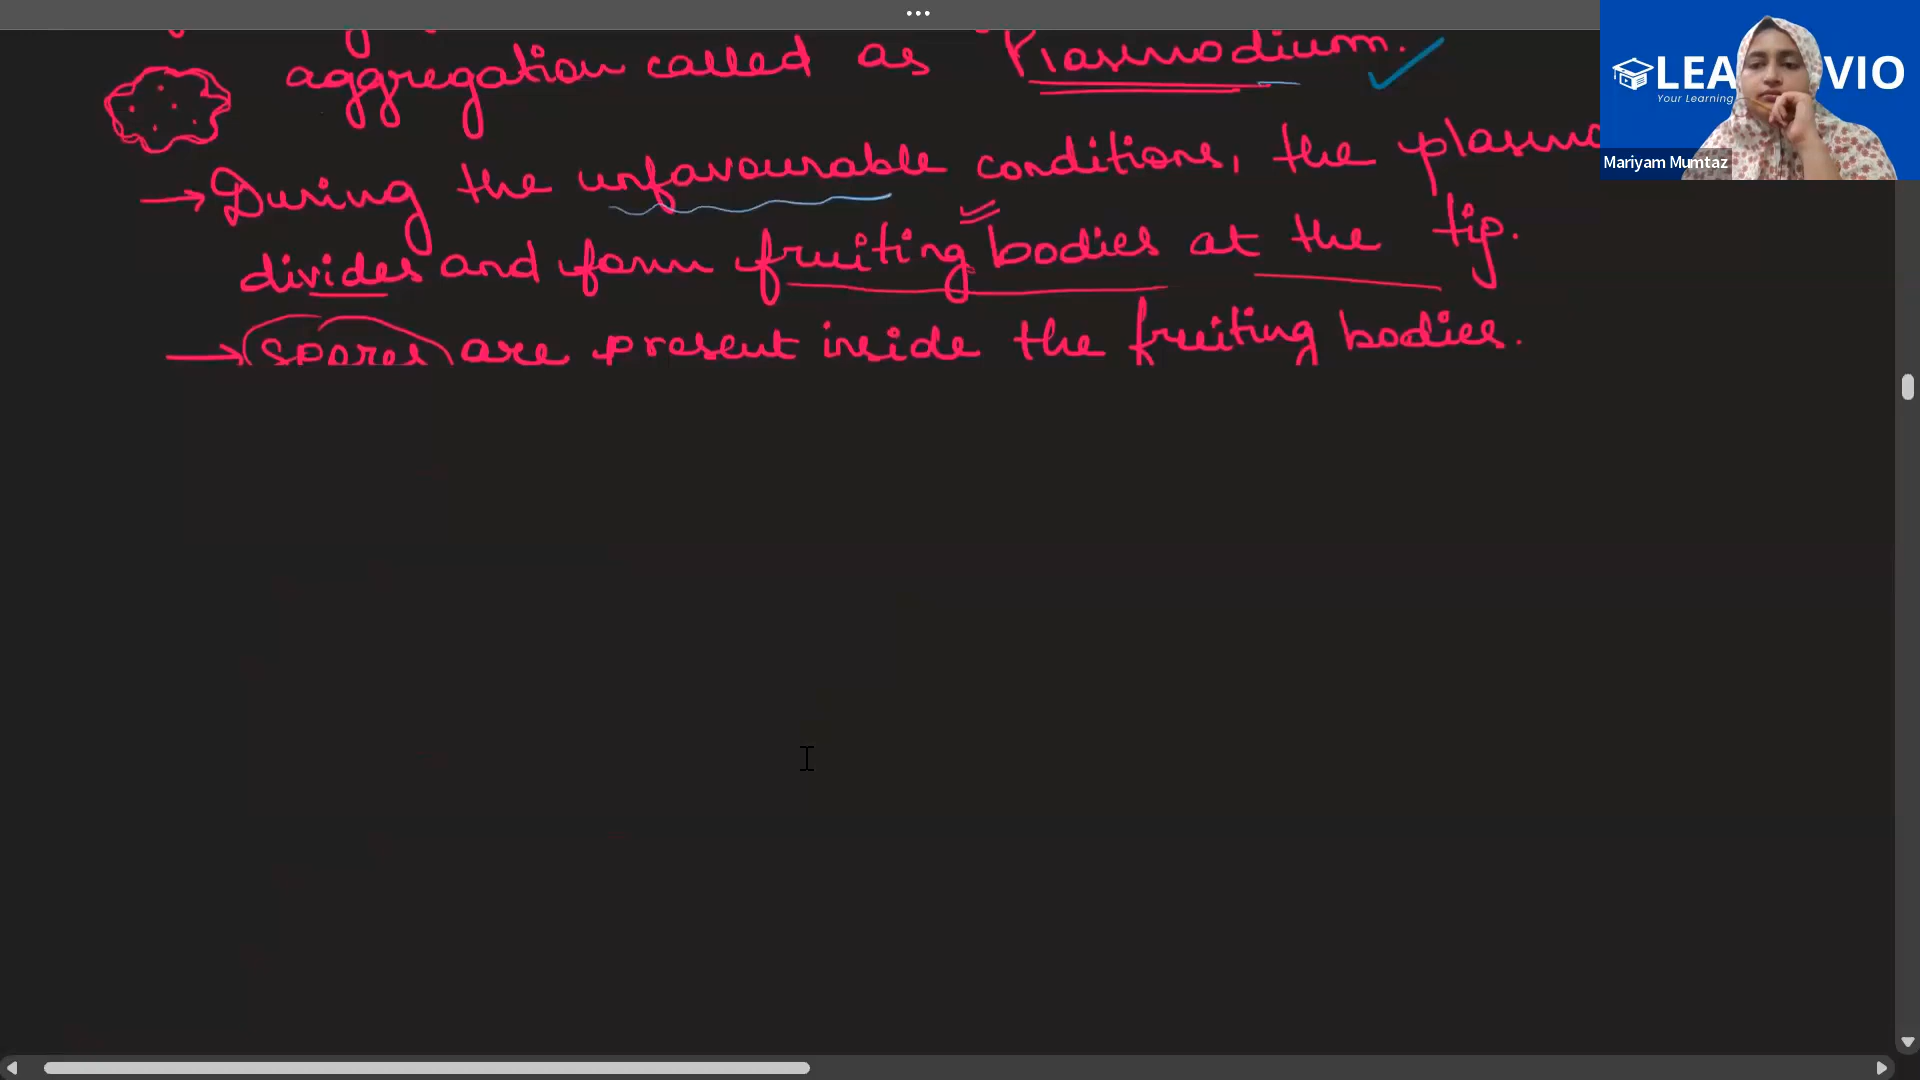 aggregation called as Plasmodium.
→ During the unfavourable conditions, the plasmo
divides and form fruiting bodies at the tip.
→ Spores are present inside the fruiting bodies.
LEA VIO
Your Learning
Mariyam Mumtaz